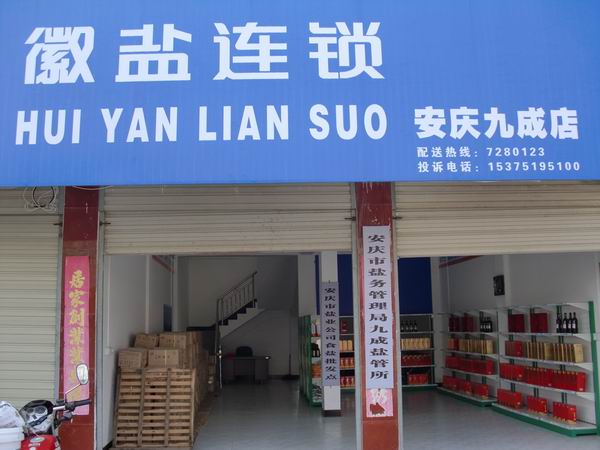 徽盐连锁
HUI YAN LIAN SUO
安庆九成店
配送热线：7280123
投诉电话：15375195100
居家创業
安庆市盐业公司食盐批发点
安庆市盐务管理局九成盐管所